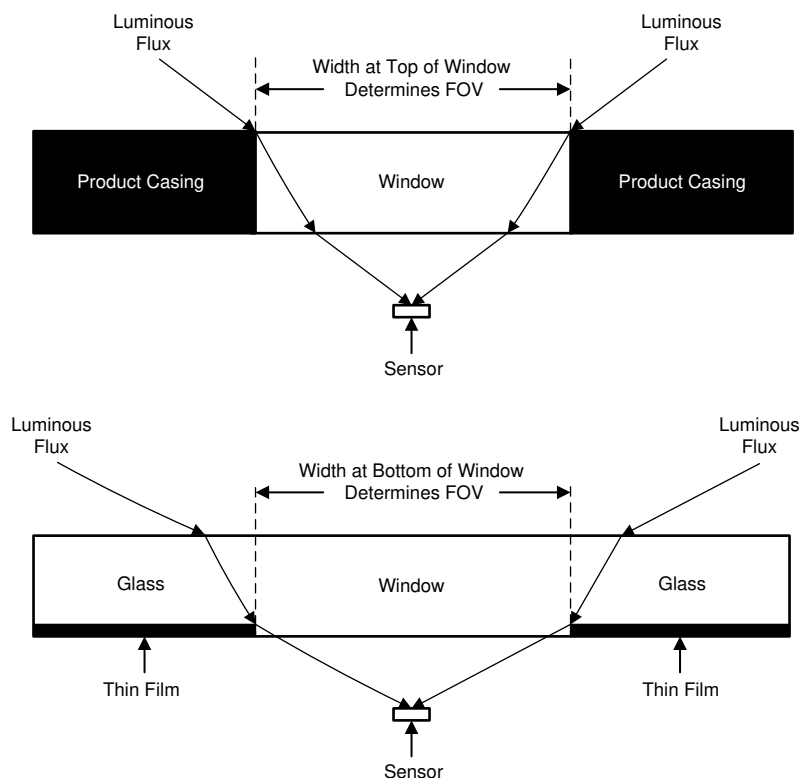 Luminous
Flux
Luminous
Flux
Width at Top of Window
Determines FOV
Product Casing
Window
Product Casing
Sensor
Luminous
Flux
Luminous
Flux
Width at Bottom of Window
Determines FOV
Glass
Window
Glass
Thin Film
Thin Film
Sensor